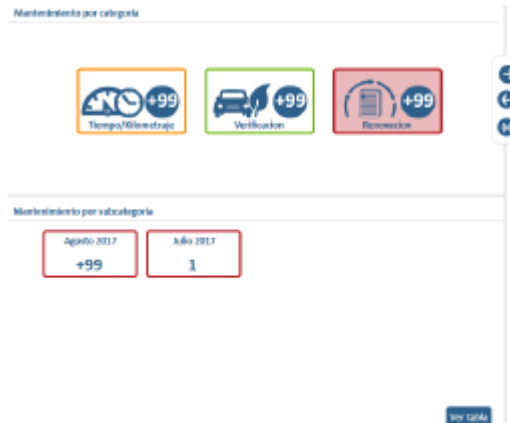 Mantenimiento por categoria
+99
Tiempo/Kilometraje
+99
Verificacion
+99
Renovacion
Mantenimiento por subcategoria
Agosto 2017
+99
Julio 2017
1
Ver tabla